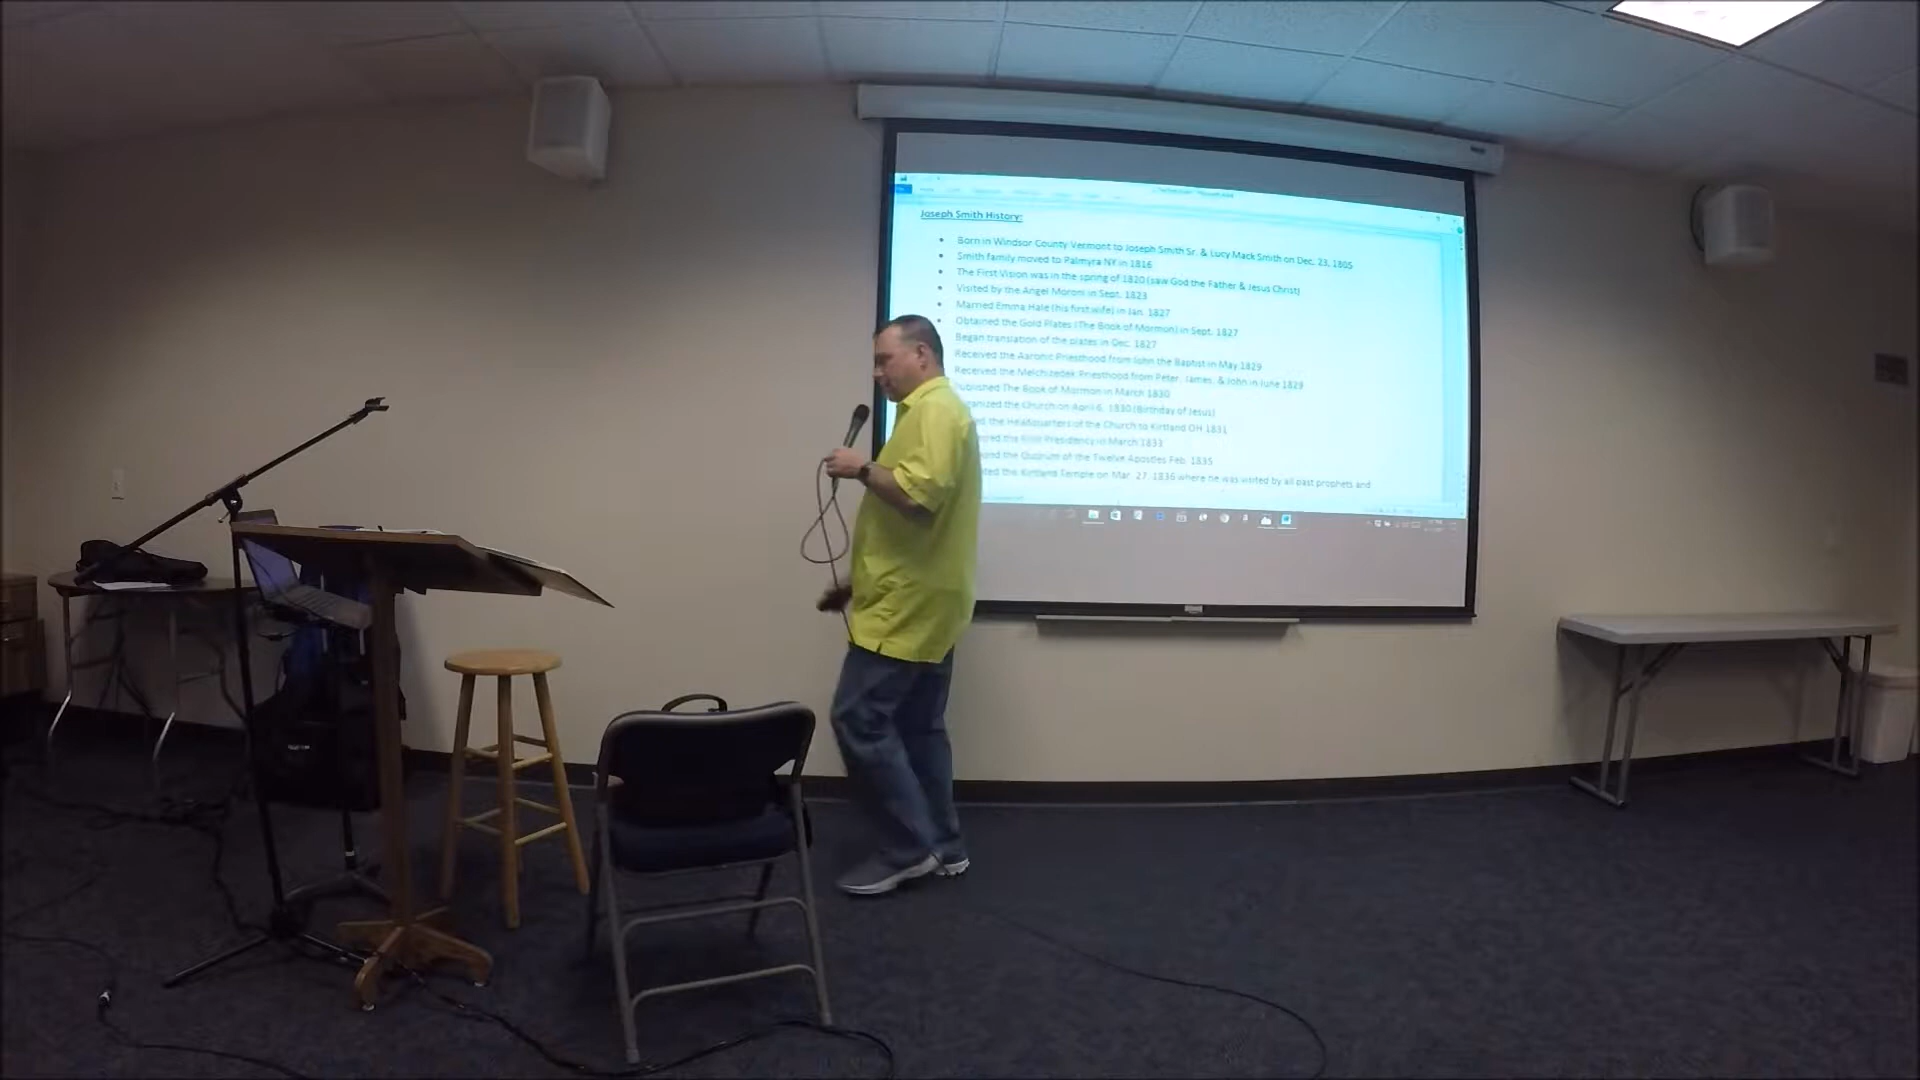 Joseph Smith History:
• Born in Windsor County Vermont to Joseph Smith Sr. & Lucy Mack Smith on Dec. 23, 1805
• Smith family moved to Palmyra NY in 1816
• The First Vision was in the spring of 1820 (saw God the Father & Jesus Christ)
• Visited by the Angel Moroni in Sept. 1823
• Married Emma Hale (his first wife) in Jan. 1827
• Obtained the Gold Plates (The Book of Mormon) in Sept. 1827
Began translation of the plates in Dec. 1827
Received the Aaronic Priesthood from John the Baptist in May 1829
Received the Melchizedek Priesthood from Peter, James, & John in June 1829
Published The Book of Mormon in March 1830
anized the Church on April 6, 1830 (Birthday of Jesus)
ed the Headquarters of the Church to Kirtland OH 1831
ored the First Presidency in March 1833
ored the Quorum of the Twelve Apostles Feb. 1835
ted the Kirtland Temple on Mar. 27, 1836 where he was visited by all past prophets and